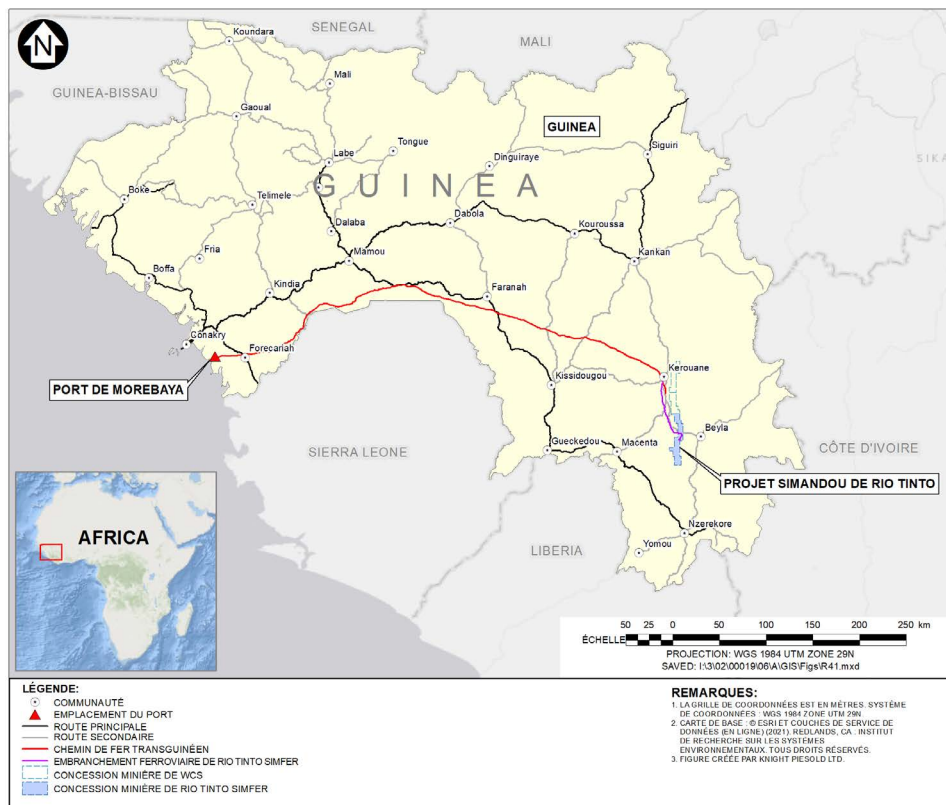 N
SENEGAL
MALI
GUINEA-BISSAU
Koundara
Mali
Gaoual
GUINEA
Tongue
Labe
Dinguiraye
Siguiri
GUINEA
Boke
Telimele
Dalaba
Dabola
Kouroussa
Fria
Mamou
Kankan
Boffa
Kindia
Faranah
Conakry
Forecariah
PORT DE MOREBAYA
Kerouane
Kissidougou
Beyla
Gueckedou
Macenta
SIERRA LEONE
CÔTE D'IVOIRE
PROJET SIMANDOU DE RIO TINTO
AFRICA
Nzerekore
LIBERIA
Yomou
50 25 0 50 100 150 200 250 km
ÉCHELLE
PROJECTION: WGS 1984 UTM ZONE 29N
SAVED: I:\3\02\00019\06\A\GIS\Figs\R41.mxd
LÉGENDE:
COMMUNAUTÉ
EMPLACEMENT DU PORT
ROUTE PRINCIPALE
ROUTE SECONDAIRE
CHEMIN DE FER TRANSGUINÉEN
EMBRANCHEMENT FERROVIAIRE DE RIO TINTO SIMFER
CONCESSION MINIÈRE DE WCS
CONCESSION MINIÈRE DE RIO TINTO SIMFER
REMARQUES:
1. LA GRILLE DE COORDONNÉES EST EN MÈTRES. SYSTÈME
DE COORDONNÉES : WGS 1984 ZONE UTM 29N.
2. CARTE DE BASE : © ESRI ET COUCHES DE SERVICE DE
DONNÉES (EN LIGNE) (2021). REDLANDS, CA : INSTITUT
DE RECHERCHE SUR LES SYSTÈMES
ENVIRONNEMENTAUX. TOUS DROITS RÉSERVÉS.
3. FIGURE CRÉÉE PAR KNIGHT PIESOLD LTD.